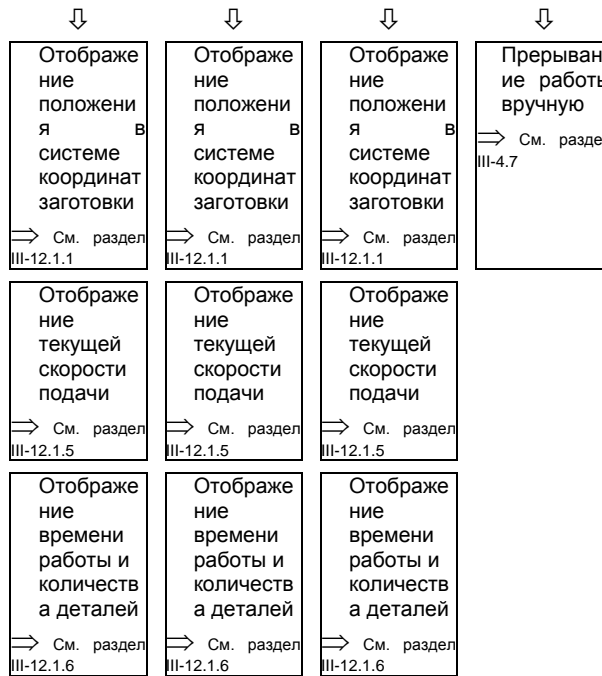 ⇩ ⇩ ⇩ ⇩
Отображе
ние
положени
я в
системе
координат
заготовки
⇒ См. раздел
III-12.1.1
Отображе
ние
положени
я в
системе
координат
заготовки
⇒ См. раздел
III-12.1.1
Отображе
ние
положени
я в
системе
координат
заготовки
⇒ См. раздел
III-12.1.1
Прерыван
ие работы
вручную
⇒ См. разде
III-4.7
Отображе
ние
текущей
скорости
подачи
⇒ См. раздел
III-12.1.5
Отображе
ние
текущей
скорости
подачи
⇒ См. раздел
III-12.1.5
Отображе
ние
текущей
скорости
подачи
⇒ См. раздел
III-12.1.5
Отображе
ние
времени
работы и
количеств
а деталей
⇒ См. раздел
III-12.1.6
Отображе
ние
времени
работы и
количеств
а деталей
⇒ См. раздел
III-12.1.6
Отображе
ние
времени
работы и
количеств
а деталей
⇒ См. раздел
III-12.1.6